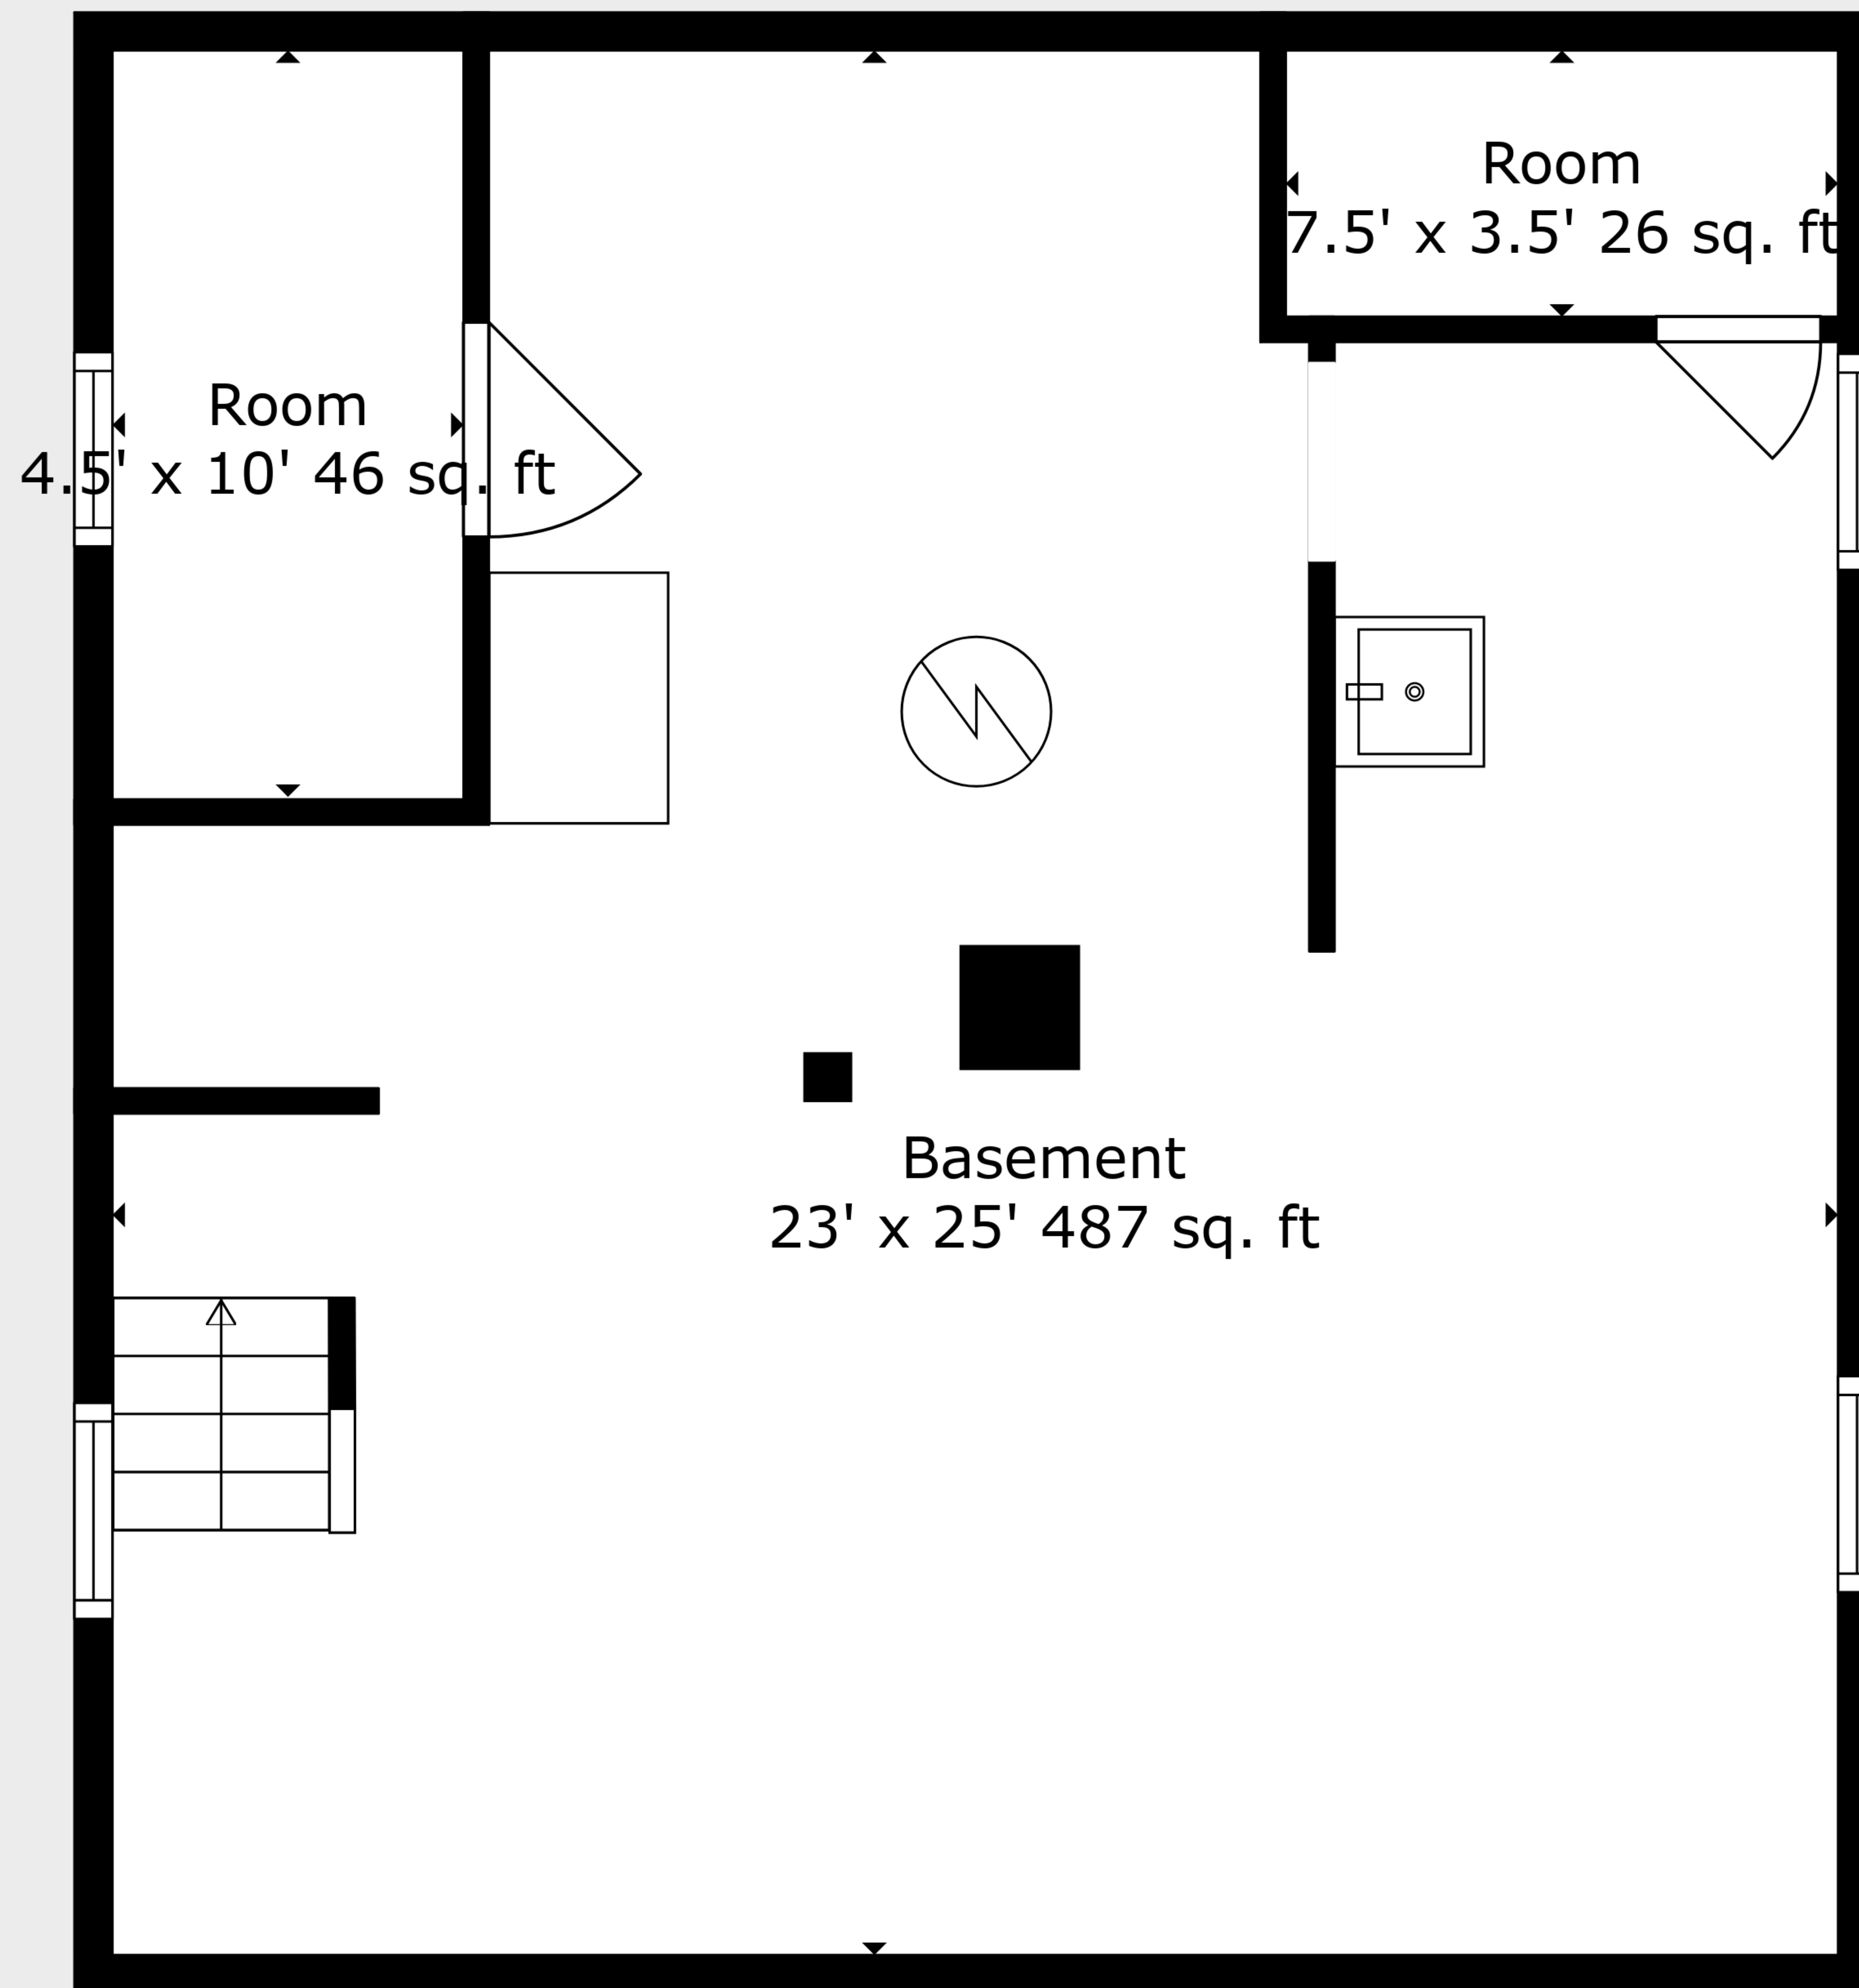 Room
7.5' x 3.5' 26 sq. ft
Room
4.5' x 10' 46 sq. ft
Basement
23' x 25' 487 sq. ft